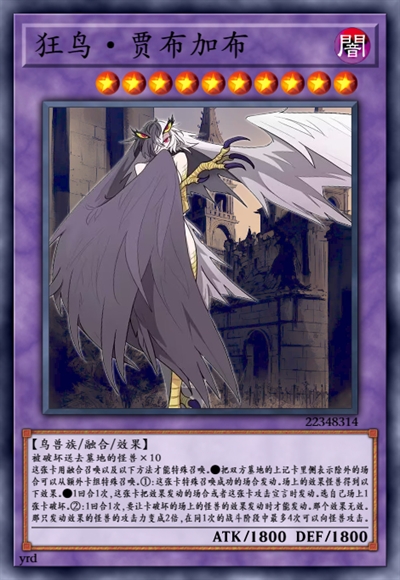 狂鸟·贾布加布
闇
22348314
【鸟兽族/融合/效果】
被破坏送去墓地的怪兽×10
这张卡用融合召唤以及以下方法才能特殊召唤。●把双方墓地的上记卡里侧表示除外的场
合可以从额外卡组特殊召唤。①:这张卡特殊召唤成功的场合发动。场上的效果怪兽得到以
下效果。●1回合1次,这张卡把效果发动的场合或者这张卡攻击宣言时发动。选自己场上1
张卡破坏。②:1回合1次,要让卡破坏的场上的怪兽的效果发动时才能发动。那个效果无效。
那只发动效果的怪兽的攻击力变成2倍,在同1次的战斗阶段中最多4次可以向怪兽攻击。
ATK/1800 DEF/1800
yrd